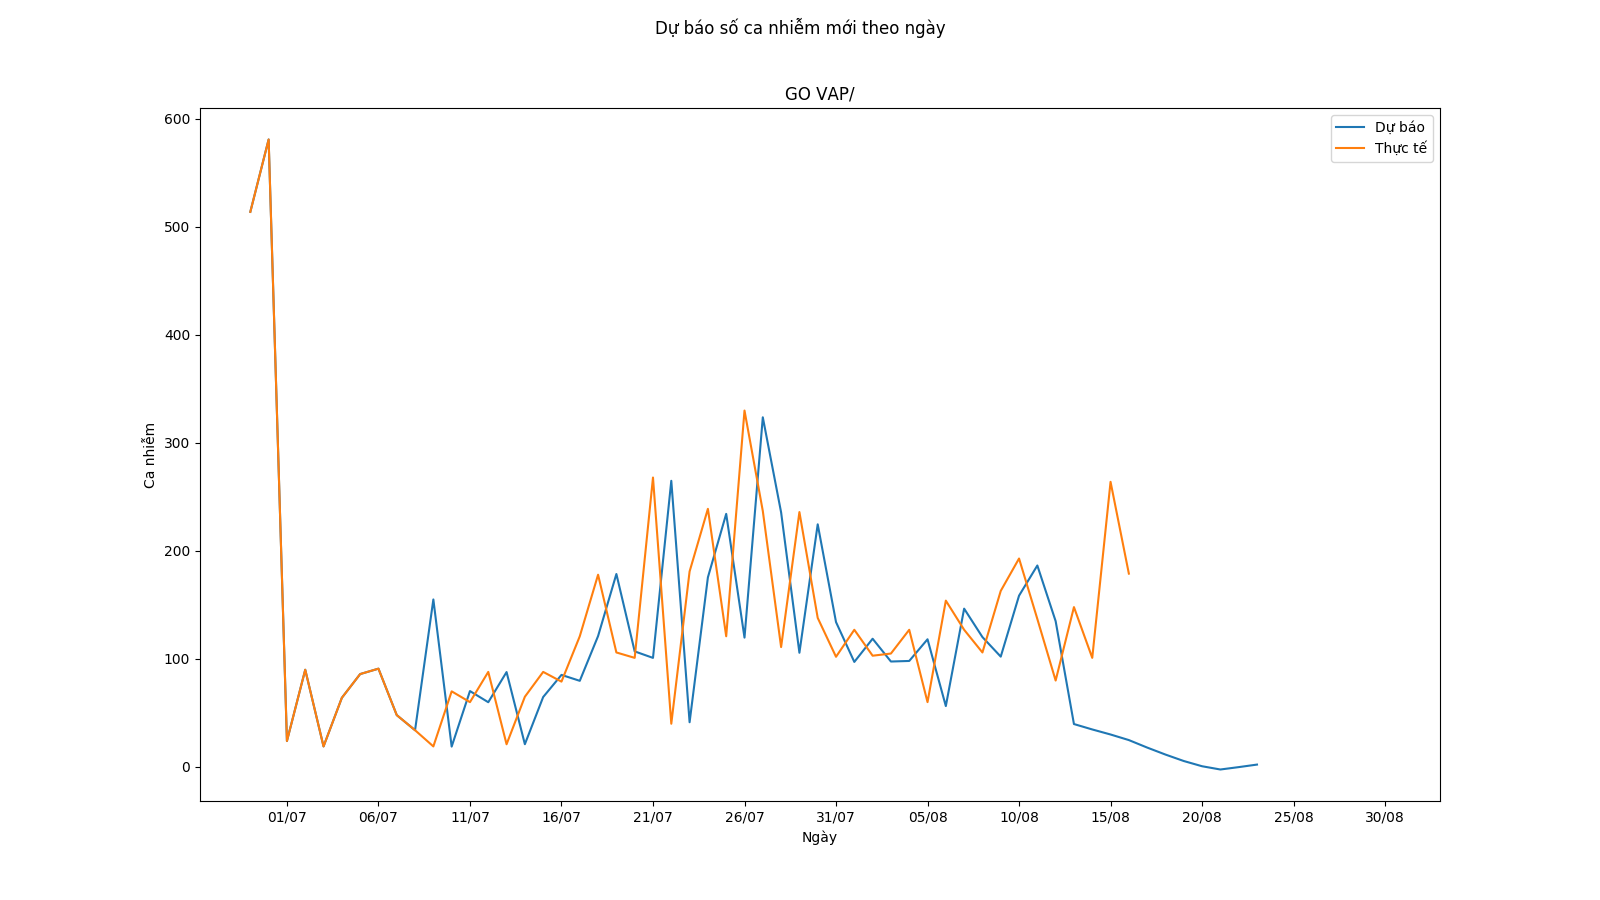 Dự báo số ca nhiễm mới theo ngày
GO VAP/
Dự báo
Thực tế
600
500
400
300
200
100
0
Ca nhiễm
01/07 06/07 11/07 16/07 21/07 26/07 31/07 05/08 10/08 15/08 20/08 25/08 30/08
Ngày